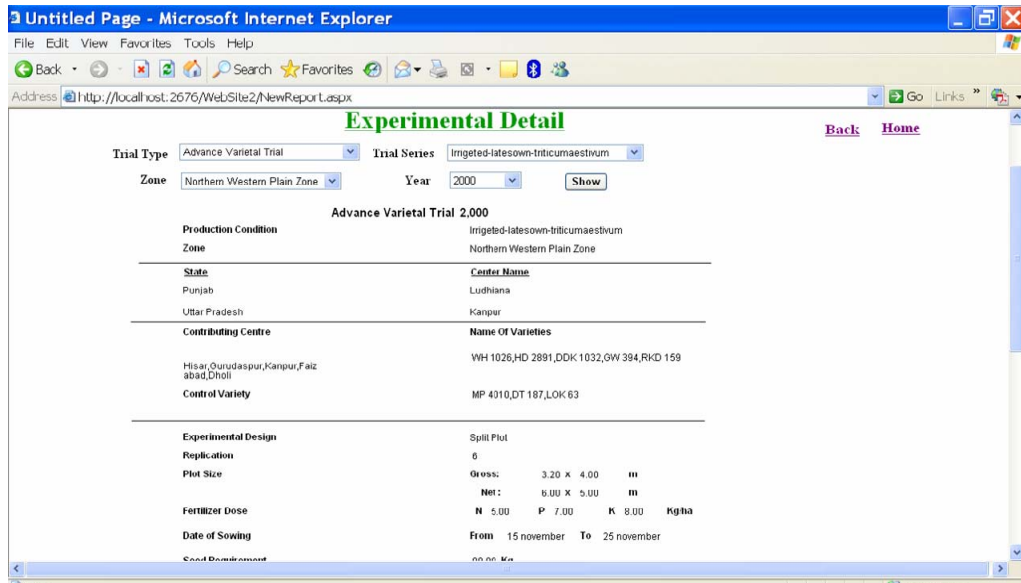 Untitled Page - Microsoft Internet Explorer
File Edit View Favorites Tools Help
Back Search Favorites
Address http://localhost:2676/WebSite2/NewReport.aspx Go Links »
Experimental Detail
Back Home
Trial Type Advance Varietal Trial Trial Series Irrigeted-latesown-triticumaestivum
Zone Northern Western Plain Zone Year 2000 Show
Advance Varietal Trial 2,000
Production Condition Irrigeted-latesown-triticumaestivum
Zone Northern Western Plain Zone
State Center Name
Punjab Ludhiana
Uttar Pradesh Kanpur
Contributing Centre Name Of Varieties
WH 1026,HD 2891,DDK 1032,GW 394,RKD 159
Hisar,Gurudaspur,Kanpur,Faiz
abad,Dholi
Control Variety MP 4010,DT 187,LOK 63
Experimental Design Split Plot
Replication 6
Plot Size Gross: 3.20 X 4.00 m
Net : 6.00 X 5.00 m
Fertilizer Dose N 5.00 P 7.00 K 8.00 Kg/ha
Date of Sowing From 15 november To 25 november
Seed Requirement Kg